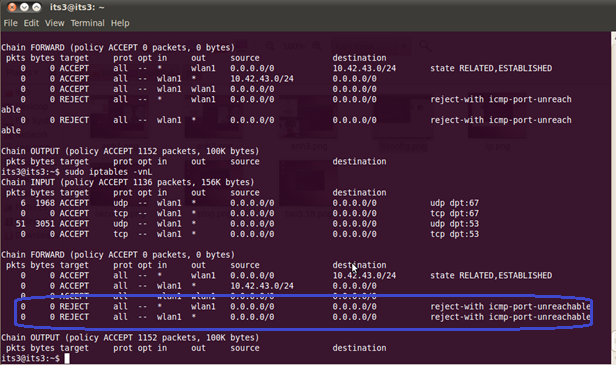 its3@its3: ~
File Edit View Terminal Help
Chain FORWARD (policy ACCEPT 0 packets, 0 bytes)
pkts bytes target prot opt in out source destination
0 0 ACCEPT all -- * wlan1 0.0.0.0/0 10.42.43.0/24 state RELATED,ESTABLISHED
0 0 ACCEPT all -- wlan1 * 10.42.43.0/24 0.0.0.0/0
0 0 ACCEPT all -- wlan1 wlan1 0.0.0.0/0 0.0.0.0/0
0 0 REJECT all -- * wlan1 0.0.0.0/0 0.0.0.0/0 reject-with icmp-port-unreach
able
0 0 REJECT all -- wlan1 * 0.0.0.0/0 0.0.0.0/0 reject-with icmp-port-unreach
able
Chain OUTPUT (policy ACCEPT 1152 packets, 100K bytes)
pkts bytes target prot opt in out source destination
its3@its3:~$ sudo iptables -vnL
Chain INPUT (policy ACCEPT 1136 packets, 156K bytes)
pkts bytes target prot opt in out source destination
6 1968 ACCEPT udp -- wlan1 * 0.0.0.0/0 0.0.0.0/0 udp dpt:67
0 0 ACCEPT tcp -- wlan1 * 0.0.0.0/0 0.0.0.0/0 tcp dpt:67
51 3051 ACCEPT udp -- wlan1 * 0.0.0.0/0 0.0.0.0/0 udp dpt:53
0 0 ACCEPT tcp -- wlan1 * 0.0.0.0/0 0.0.0.0/0 tcp dpt:53
Chain FORWARD (policy ACCEPT 0 packets, 0 bytes)
pkts bytes target prot opt in out source destination
0 0 ACCEPT all -- * wlan1 0.0.0.0/0 10.42.43.0/24 state RELATED,ESTABLISHED
0 0 ACCEPT all -- wlan1 * 10.42.43.0/24 0.0.0.0/0
0 0 ACCEPT all -- wlan1 wlan1 0.0.0.0/0 0.0.0.0/0
0 0 REJECT all -- * wlan1 0.0.0.0/0 0.0.0.0/0 reject-with icmp-port-unreachable
0 0 REJECT all -- wlan1 * 0.0.0.0/0 0.0.0.0/0 reject-with icmp-port-unreachable
Chain OUTPUT (policy ACCEPT 1152 packets, 100K bytes)
pkts bytes target prot opt in out source destination
its3@its3:~$